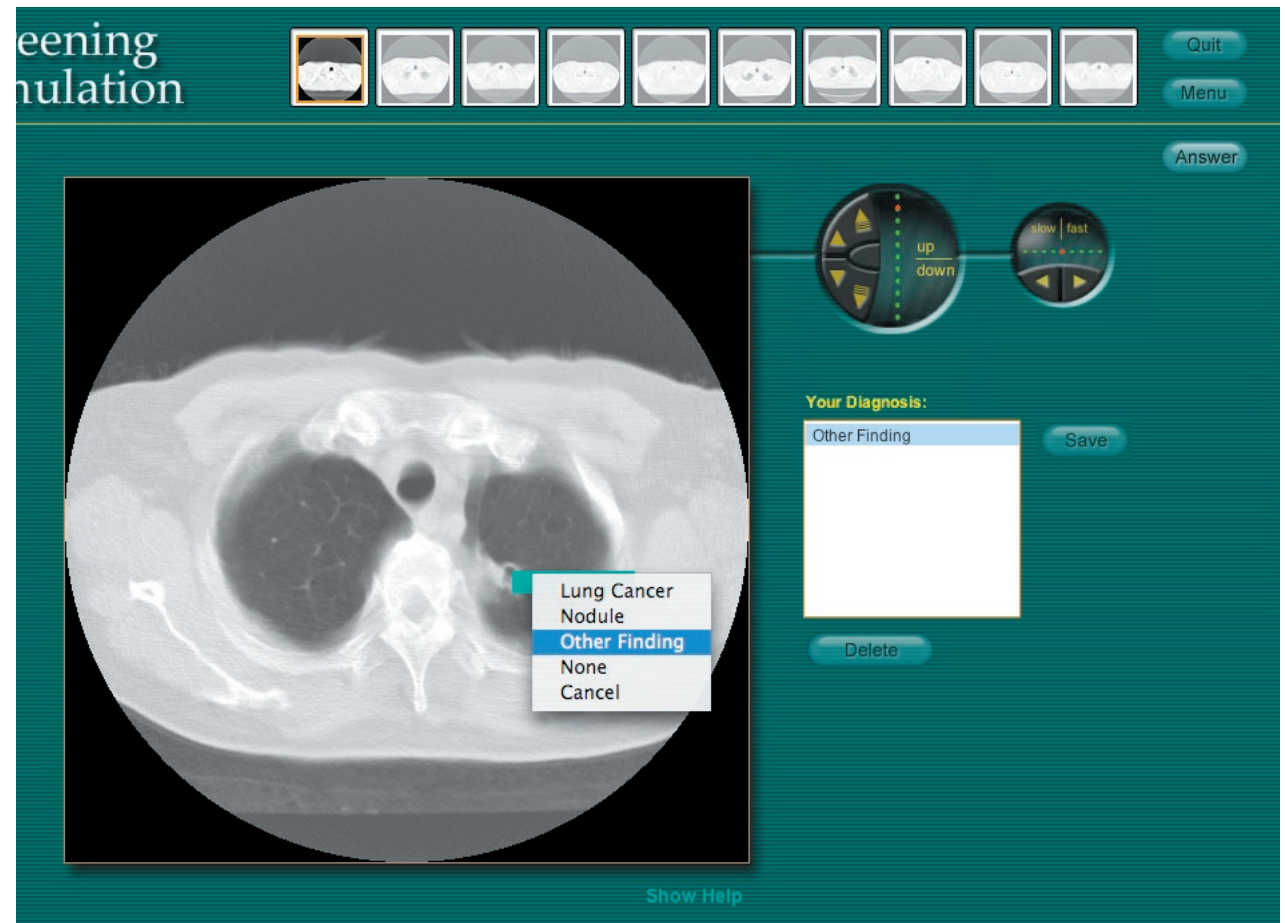 eening
mulation
Quit
Menu
Answer
slow | fast
up
down
Your Diagnosis:
Other Finding
Save
Lung Cancer
Nodule
Other Finding
None
Cancel
Delete
Show Help